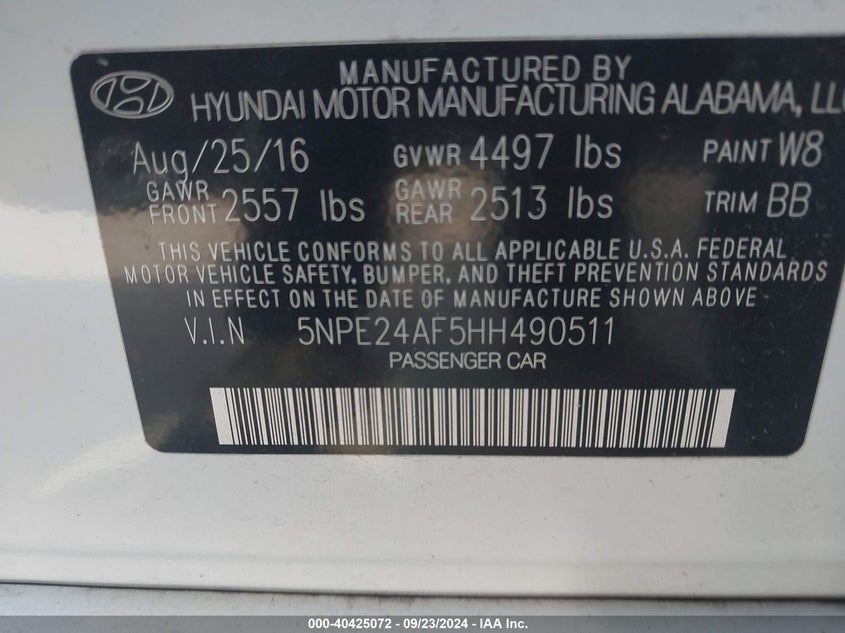 MANUFACTURED BY
HYUNDAI MOTOR MANUFACTURING ALABAMA, LLC
Aug/25/16 GVWR 4497 lbs PAINT W8
GAWR FRONT 2557 lbs GAWR REAR 2513 lbs TRIM BB
THIS VEHICLE CONFORMS TO ALL APPLICABLE U.S.A. FEDERAL
MOTOR VEHICLE SAFETY, BUMPER, AND THEFT PREVENTION STANDARDS
IN EFFECT ON THE DATE OF MANUFACTURE SHOWN ABOVE.
V.I.N 5NPE24AF5HH490511
PASSENGER CAR
000-40425072 - 09/23/2024 - IAA Inc.